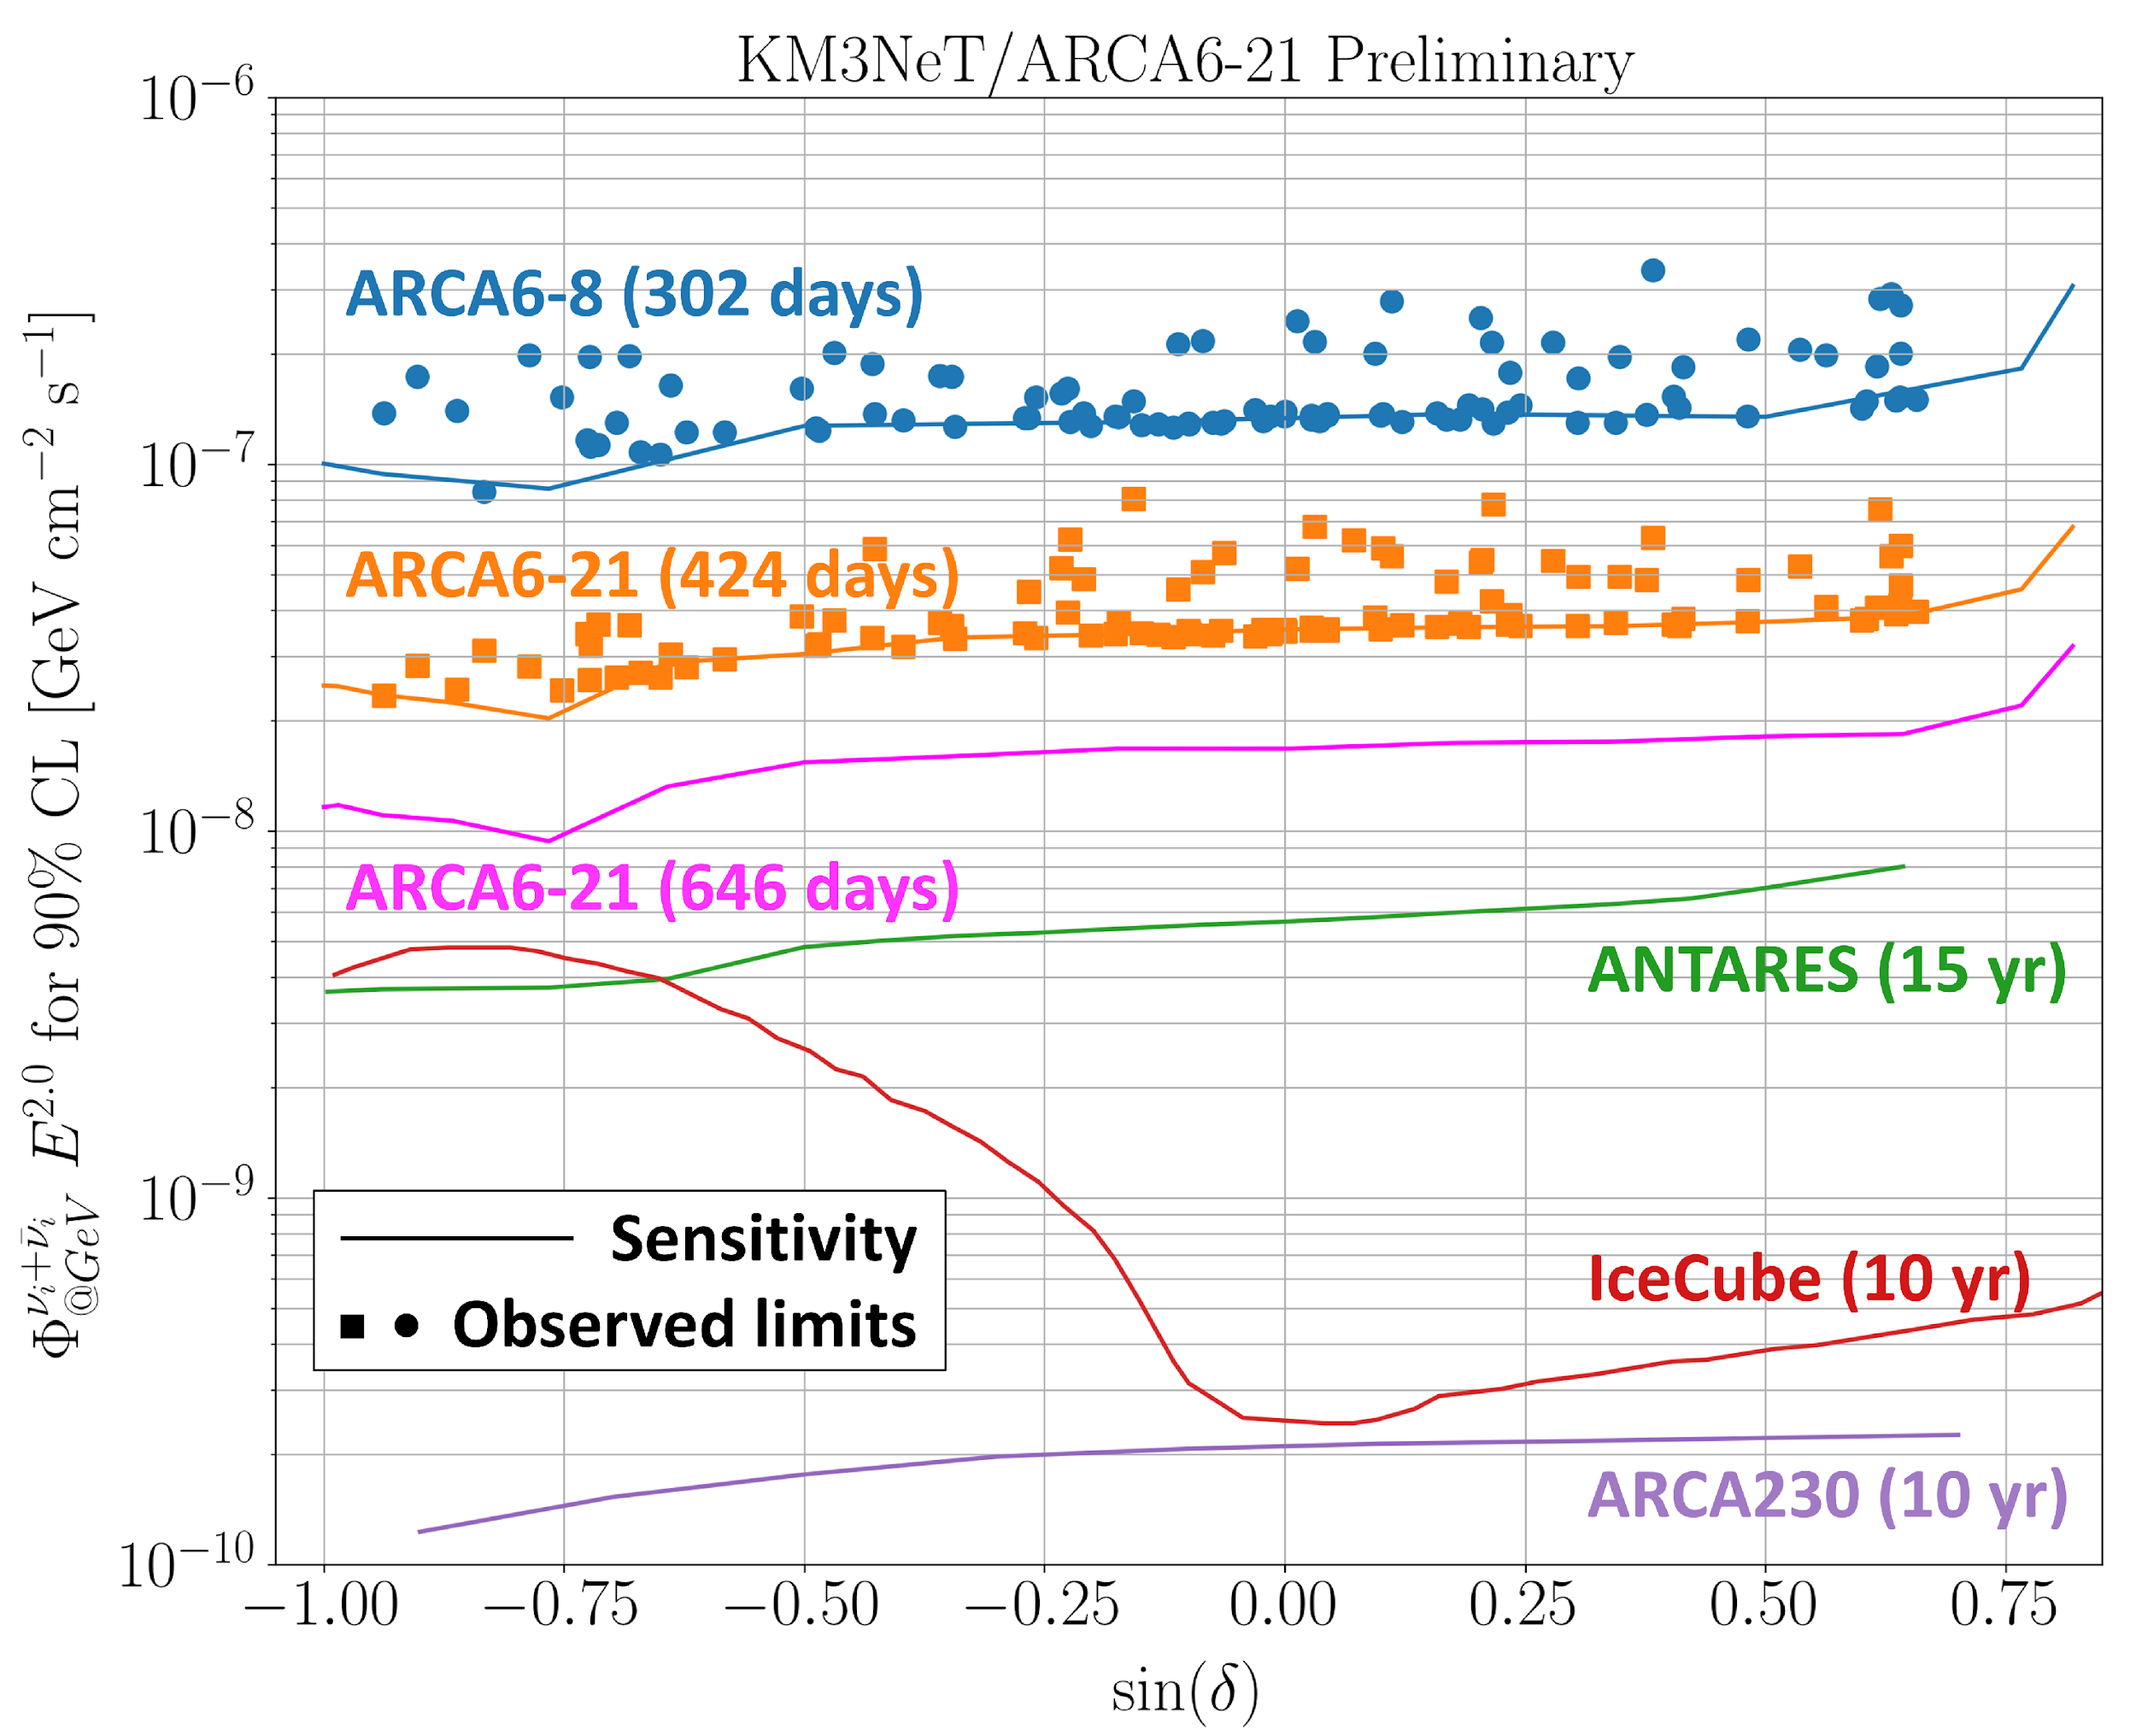 KM3NeT/ARCA6-21 Preliminary
Φ^{ν_i+ν̄_i}_{@GeV} E^{2.0} for 90% CL [GeV cm^{−2} s^{−1}]
10^{−6}
10^{−7}
10^{−8}
10^{−9}
10^{−10}
ARCA6-8 (302 days)
ARCA6-21 (424 days)
ARCA6-21 (646 days)
ANTARES (15 yr)
Sensitivity
Observed limits
IceCube (10 yr)
ARCA230 (10 yr)
−1.00 −0.75 −0.50 −0.25 0.00 0.25 0.50 0.75
sin(δ)